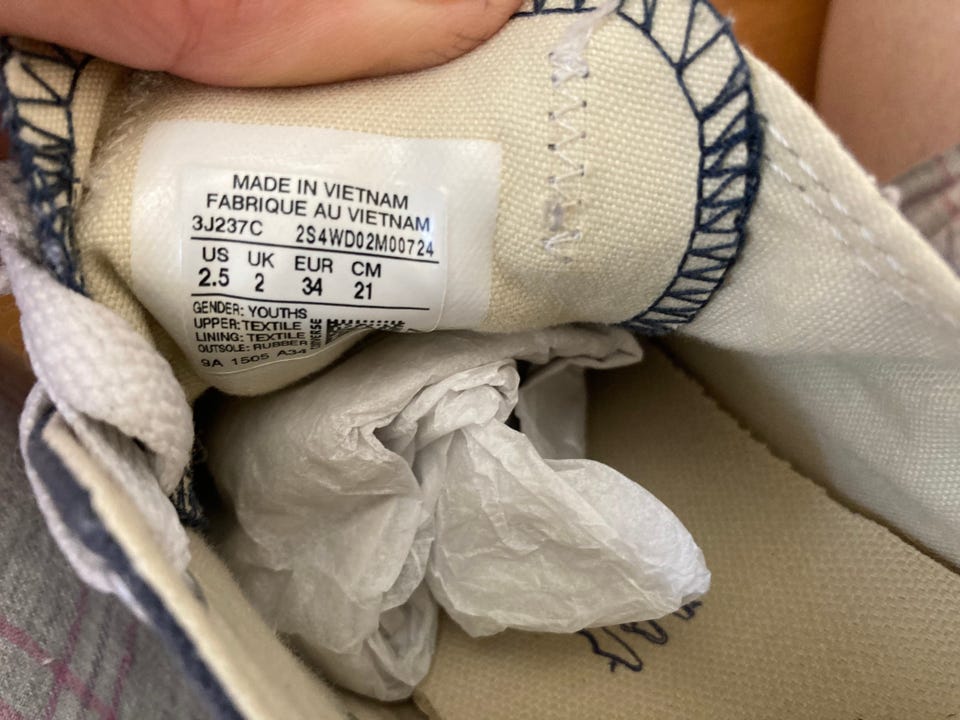 MADE IN VIETNAM
FABRIQUE AU VIETNAM
3J237C 2S4WD02M00724
US UK EUR CM
2.5 2 34 21
GENDER: YOUTHS
UPPER: TEXTILE
LINING: TEXTILE
OUTSOLE: RUBBER
9A 1505 A34
CONVERSE